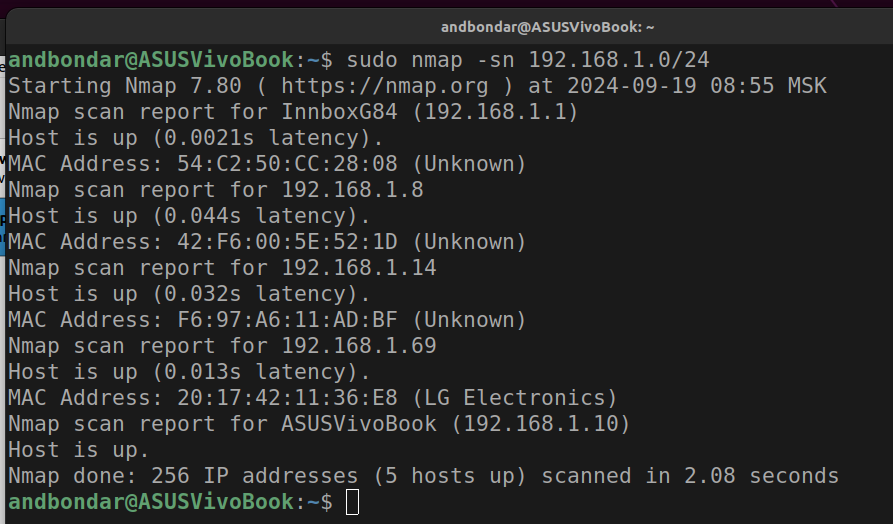 andbondar@ASUSVivoBook: ~
andbondar@ASUSVivoBook:~$ sudo nmap -sn 192.168.1.0/24
Starting Nmap 7.80 ( https://nmap.org ) at 2024-09-19 08:55 MSK
Nmap scan report for InnboxG84 (192.168.1.1)
Host is up (0.0021s latency).
MAC Address: 54:C2:50:CC:28:08 (Unknown)
Nmap scan report for 192.168.1.8
Host is up (0.044s latency).
MAC Address: 42:F6:00:5E:52:1D (Unknown)
Nmap scan report for 192.168.1.14
Host is up (0.032s latency).
MAC Address: F6:97:A6:11:AD:BF (Unknown)
Nmap scan report for 192.168.1.69
Host is up (0.013s latency).
MAC Address: 20:17:42:11:36:E8 (LG Electronics)
Nmap scan report for ASUSVivoBook (192.168.1.10)
Host is up.
Nmap done: 256 IP addresses (5 hosts up) scanned in 2.08 seconds
andbondar@ASUSVivoBook:~$